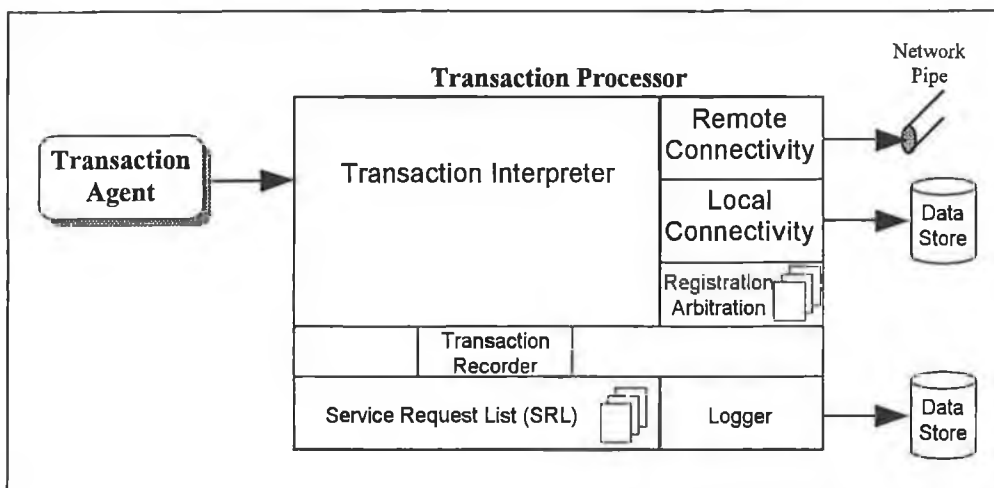 Network
Pipe
Transaction Processor
Remote
Connectivity
Transaction
Agent
Transaction Interpreter
Local
Connectivity
Data
Store
Registration
Arbitration
Transaction
Recorder
Service Request List (SRL)
Logger
Data
Store